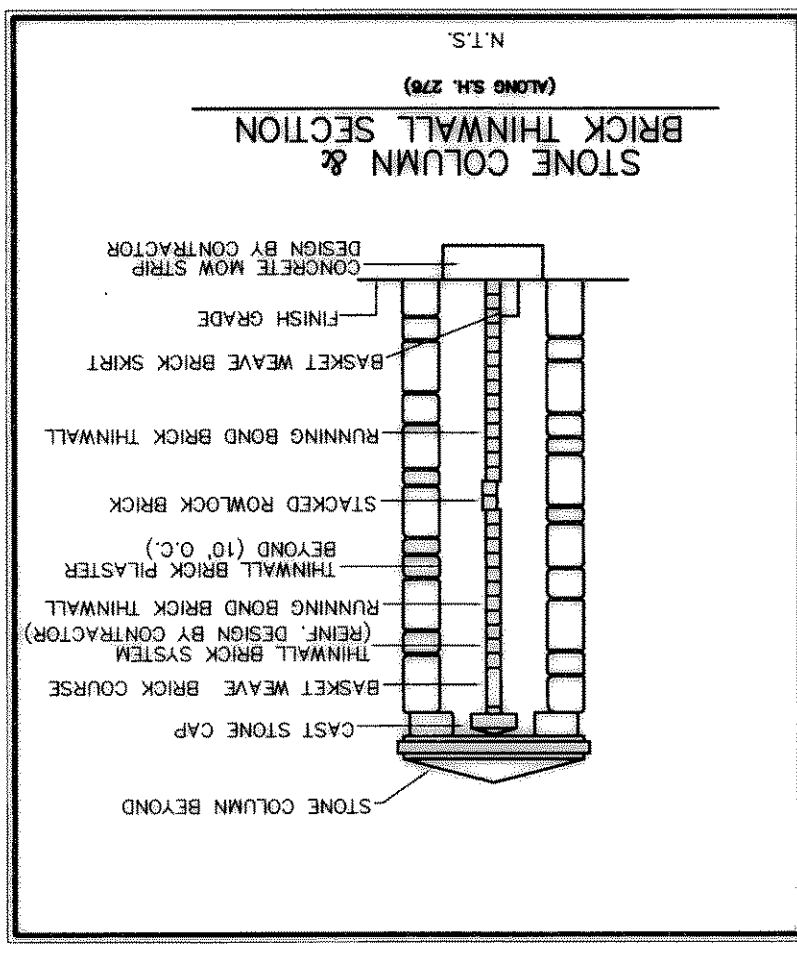 STONE COLUMN BEYOND
CAST STONE CAP
BASKET WEAVE BRICK COURSE
THINWALL BRICK SYSTEM
(REINF. DESIGN BY CONTRACTOR)
RUNNING BOND BRICK THINWALL
THINWALL BRICK PILASTER
BEYOND (10' O.C.)
STACKED ROWLOCK BRICK
RUNNING BOND BRICK THINWALL
BASKET WEAVE BRICK SKIRT
FINISH GRADE
CONCRETE MOW STRIP
DESIGN BY CONTRACTOR
STONE COLUMN &
BRICK THINWALL SECTION
(ALONG S.H. 276)
N.T.S.